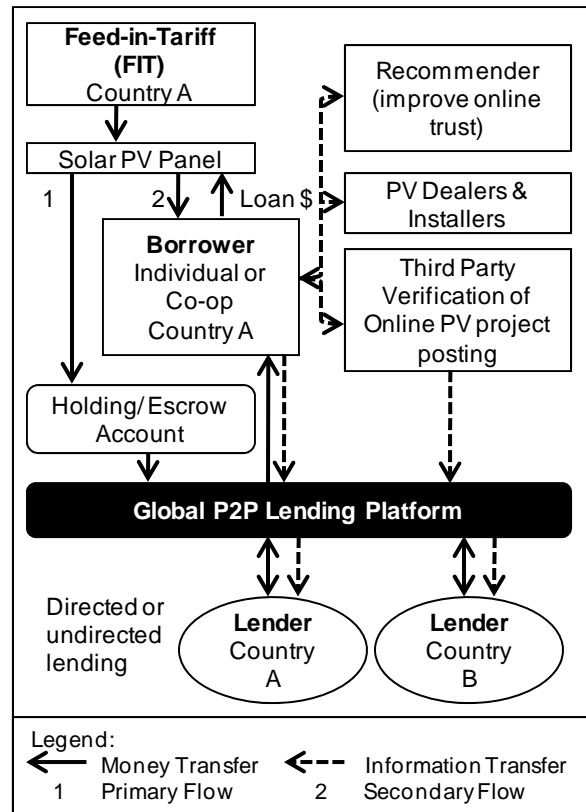 Feed-in-Tariff
(FIT)
Country A
Solar PV Panel
1
2
Loan $
Borrower
Individual or
Co-op
Country A
Recommender
(improve online
trust)
PV Dealers &
Installers
Third Party
Verification of
Online PV project
posting
Holding/Escrow
Account
Global P2P Lending Platform
Directed or
undirected
lending
Lender
Country
A
Lender
Country
B
Legend:
Money Transfer
Information Transfer
1 Primary Flow
2 Secondary Flow